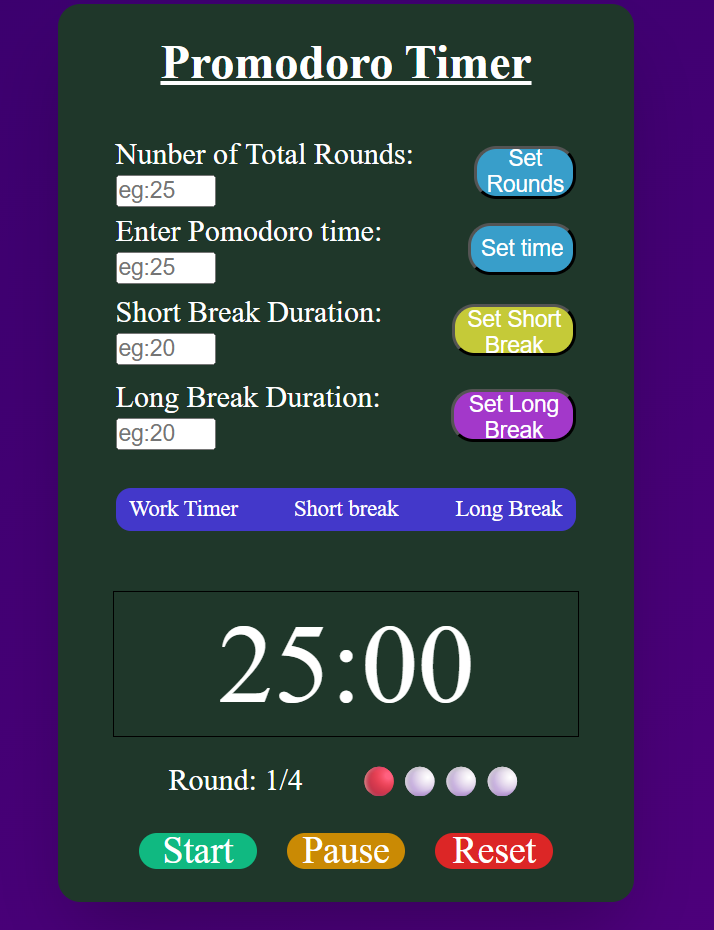 Promodoro Timer
Nunber of Total Rounds:
eg:25
Set
Rounds
Enter Pomodoro time:
eg:25
Set time
Short Break Duration:
eg:20
Set Short
Break
Long Break Duration:
eg:20
Set Long
Break
Work Timer Short break Long Break
25:00
Round: 1/4
Start Pause Reset